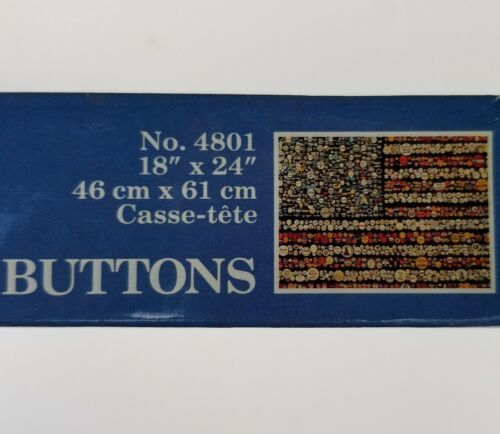 No. 4801
18" x 24"
46 cm x 61 cm
Casse-tête
BUTTONS